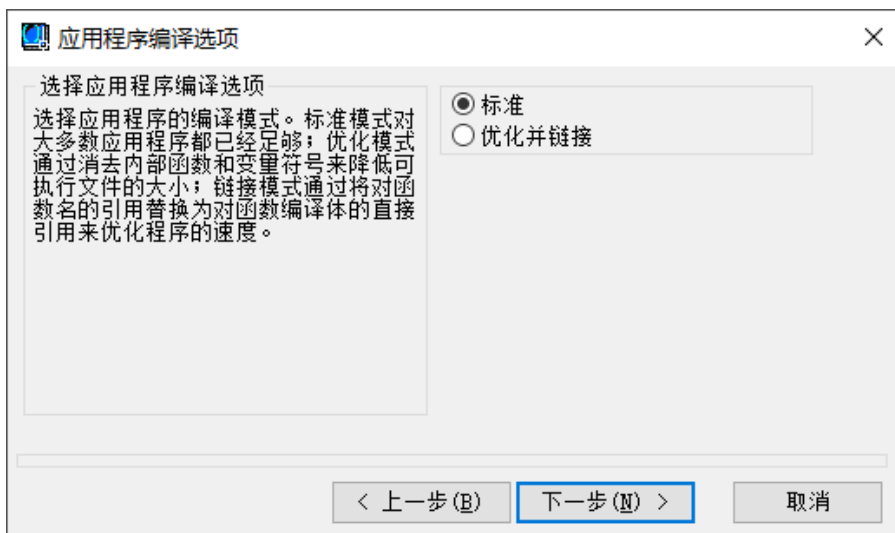 应用程序编译选项
选择应用程序编译选项
选择应用程序的编译模式。标准模式对
大多数应用程序都已经足够；优化模式
通过消去内部函数和变量符号来降低可
执行文件的大小；链接模式通过将对函
数名的引用替换为对函数编译体的直接
引用来优化程序的速度。
标准
优化并链接
< 上一步(B)
下一步(N) >
取消